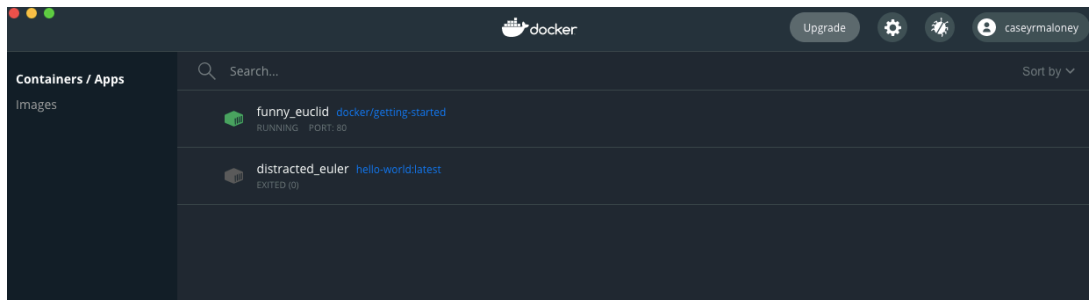 docker
Upgrade
caseyrmaloney
Containers / Apps
Images
Search...
Sort by
funny_euclid docker/getting-started
RUNNING PORT: 80
distracted_euler hello-world:latest
EXITED (0)